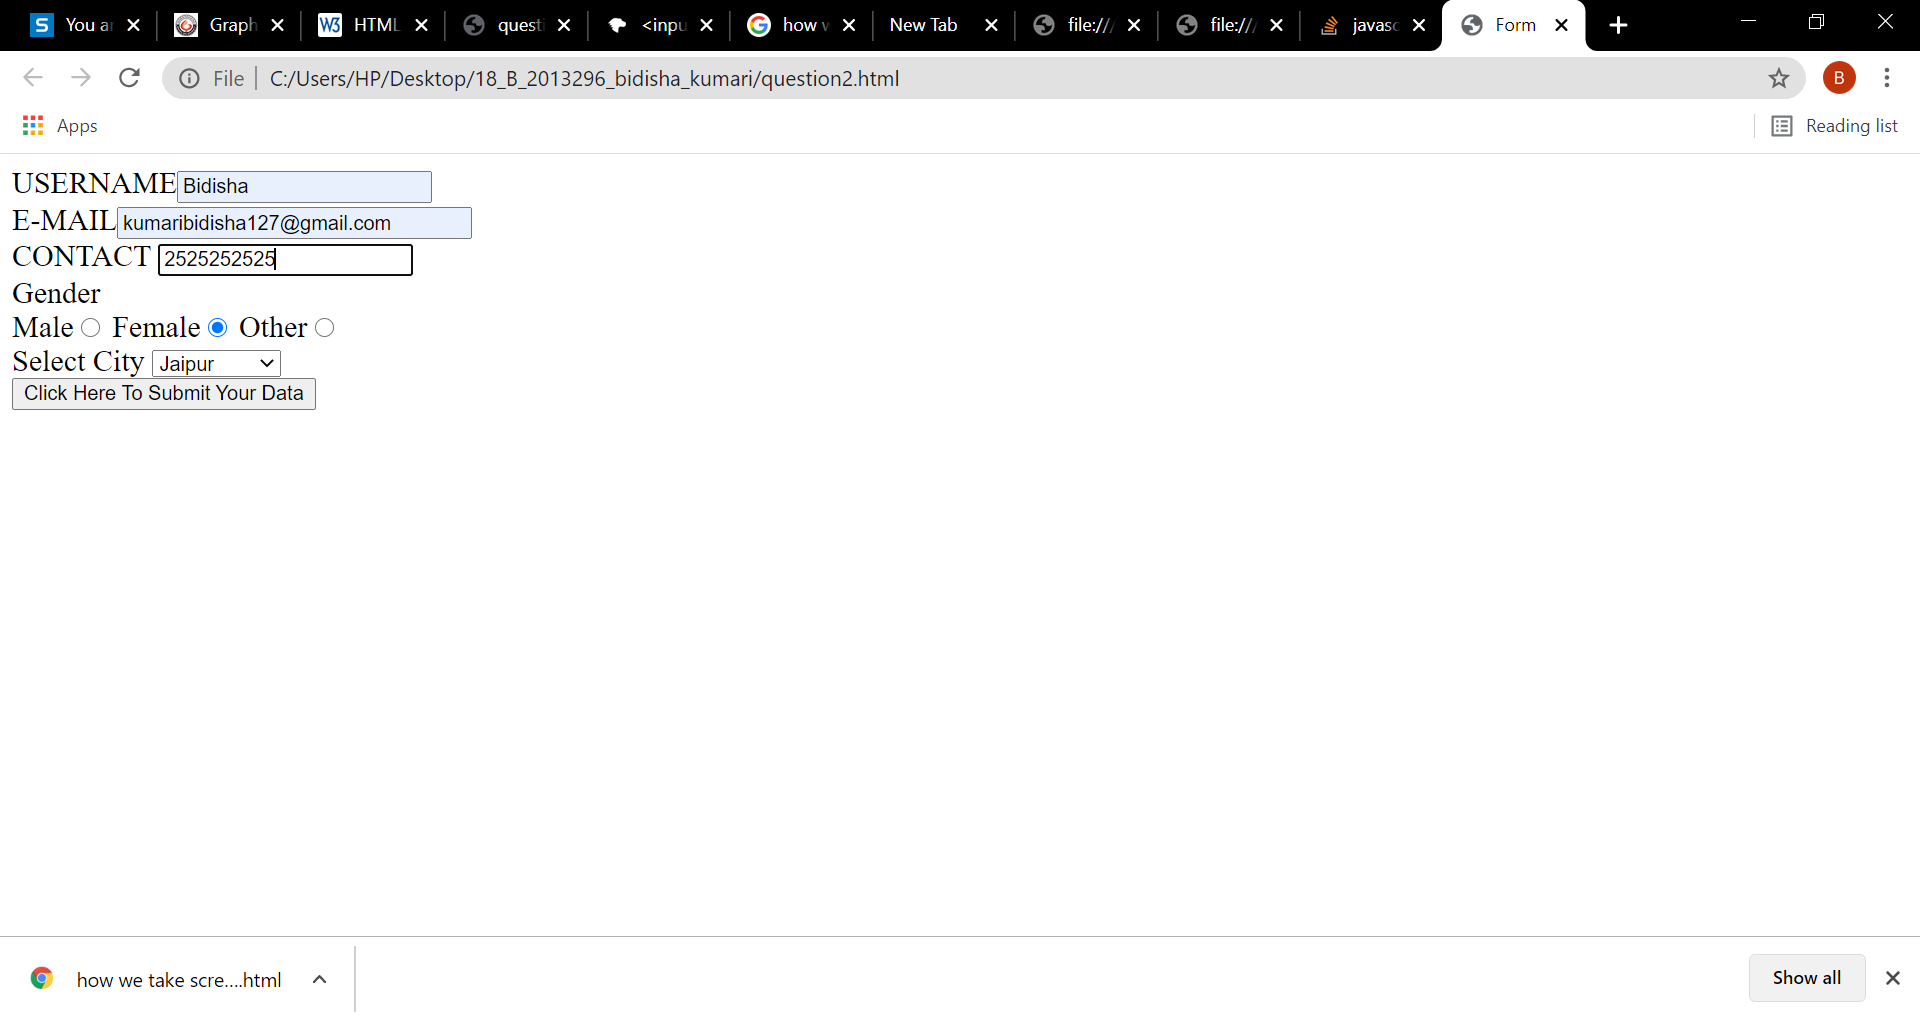 You a
Graph
HTML
quest
<inpu
how
New Tab
file:///
file:///
javasc
Form
File
C:/Users/HP/Desktop/18_B_2013296_bidisha_kumari/question2.html
B
Apps
Reading list
USERNAME Bidisha
E-MAIL kumaribidisha127@gmail.com
CONTACT 2525252525
Gender
Male Female Other
Select City Jaipur
Click Here To Submit Your Data
how we take scre....html
Show all